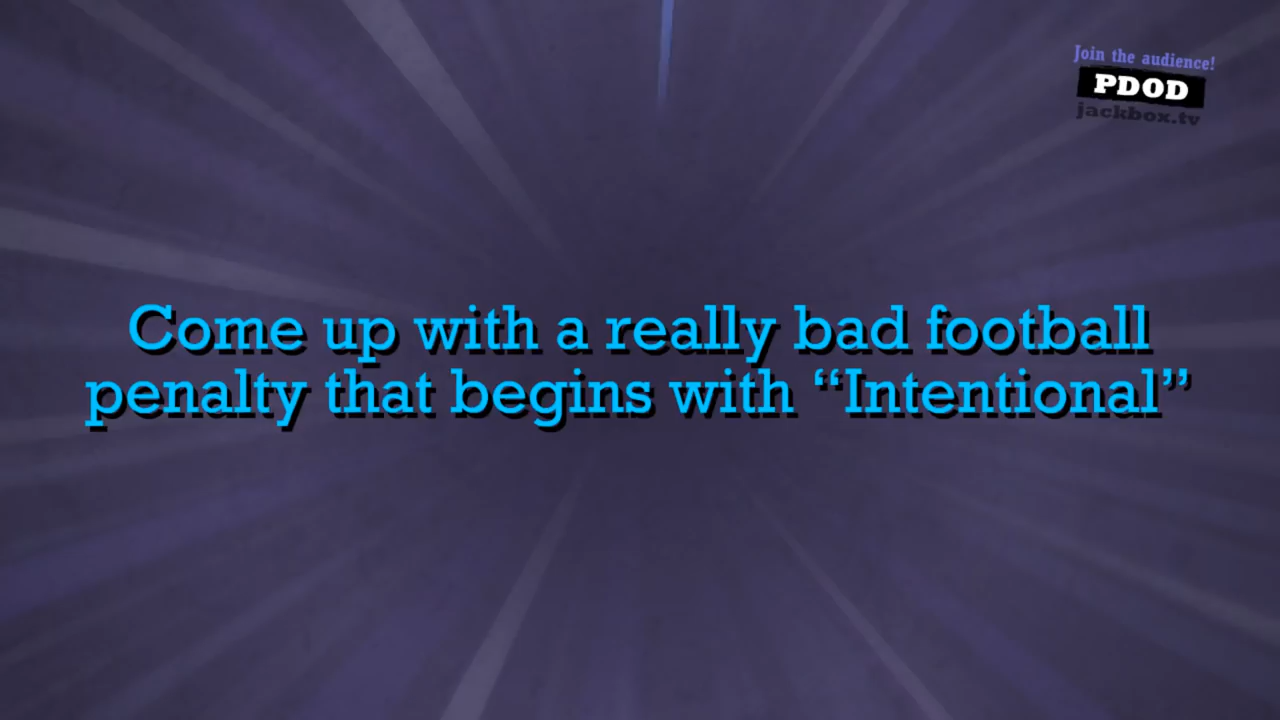 Join the audience!
PDOD
jackbox.tv
Come up with a really bad football
penalty that begins with “Intentional”